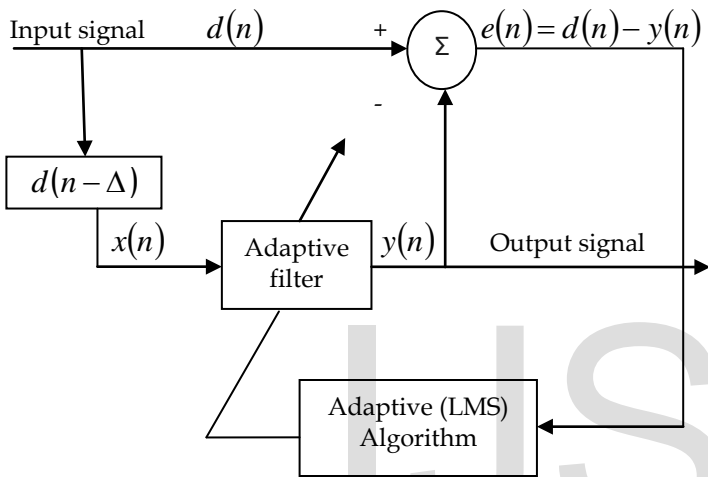 Input signal
d(n)
+
Σ
e(n) = d(n) − y(n)
-
d(n − Δ)
x(n)
Adaptive
filter
y(n)
Output signal
Adaptive (LMS)
Algorithm